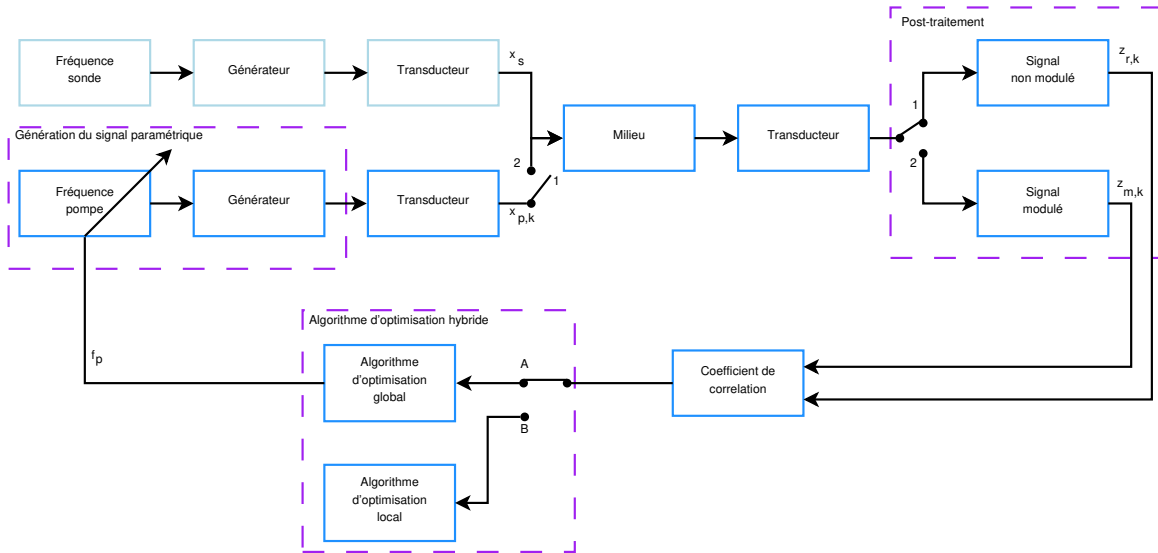 Post-traitement
Fréquence
sonde
Générateur
Transducteur
x s
Signal
non modulé
z r,k
Génération du signal paramétrique
1
Milieu
Transducteur
2
1
2
Fréquence
pompe
Générateur
Transducteur
x p,k
Signal
modulé
z m,k
Algorithme d'optimisation hybride
f p
Algorithme
d'optimisation
global
A
B
Coefficient de
correlation
Algorithme
d'optimisation
local